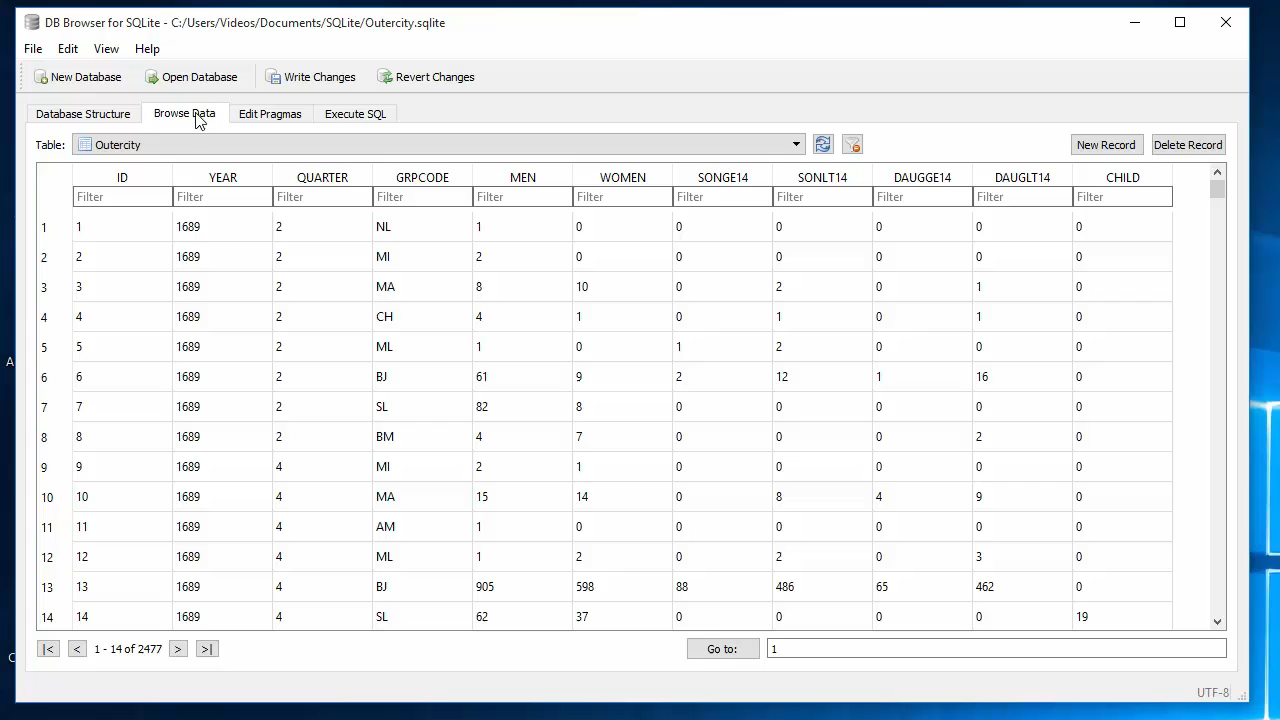 DB Browser for SQLite - C:/Users/Videos/Documents/SQLite/Outercity.sqlite
File Edit View Help
New Database Open Database Write Changes Revert Changes
Database Structure Browse Data Edit Pragmas Execute SQL
Table: Outercity New Record Delete Record
ID YEAR QUARTER GRPCODE MEN WOMEN SONGE14 SONLT14 DAUGGE14 DAUGLT14 CHILD
Filter Filter Filter Filter Filter Filter Filter Filter Filter Filter Filter
1 1 1689 2 NL 1 0 0 0 0 0 0
2 2 1689 2 MI 2 0 0 0 0 0 0
3 3 1689 2 MA 8 10 0 2 0 1 0
4 4 1689 2 CH 4 1 0 1 0 1 0
5 5 1689 2 ML 1 0 1 2 0 0 0
6 6 1689 2 BJ 61 9 2 12 1 16 0
7 7 1689 2 SL 82 8 0 0 0 0 0
8 8 1689 2 BM 4 7 0 0 0 2 0
9 9 1689 4 MI 2 1 0 0 0 0 0
10 10 1689 4 MA 15 14 0 8 4 9 0
11 11 1689 4 AM 1 0 0 0 0 0 0
12 12 1689 4 ML 1 2 0 2 0 3 0
13 13 1689 4 BJ 905 598 88 486 65 462 0
14 14 1689 4 SL 62 37 0 0 0 0 19
|< < 1 - 14 of 2477 > >| Go to: 1
UTF-8
A
C